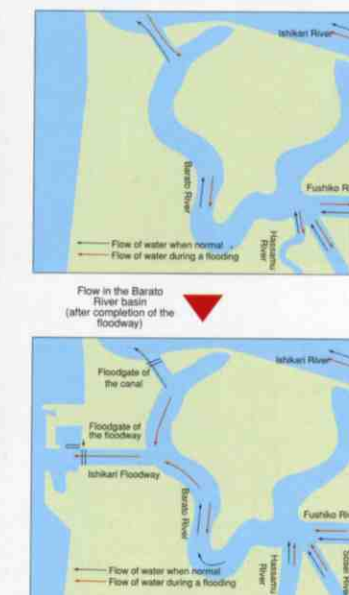 Ishikari River
Barato River
Fushiko R
Hassamu
River
Flow of water when normal
Flow of water during a flooding
Flow in the Barato
River basin
(after completion of the
floodway)
Floodgate of
the canal
Ishikari River
Floodgate of
the floodway
Ishikari Floodway
Barato River
Fushiko Riv
Hassamu
River
Flow of water when normal
Flow of water during a flooding